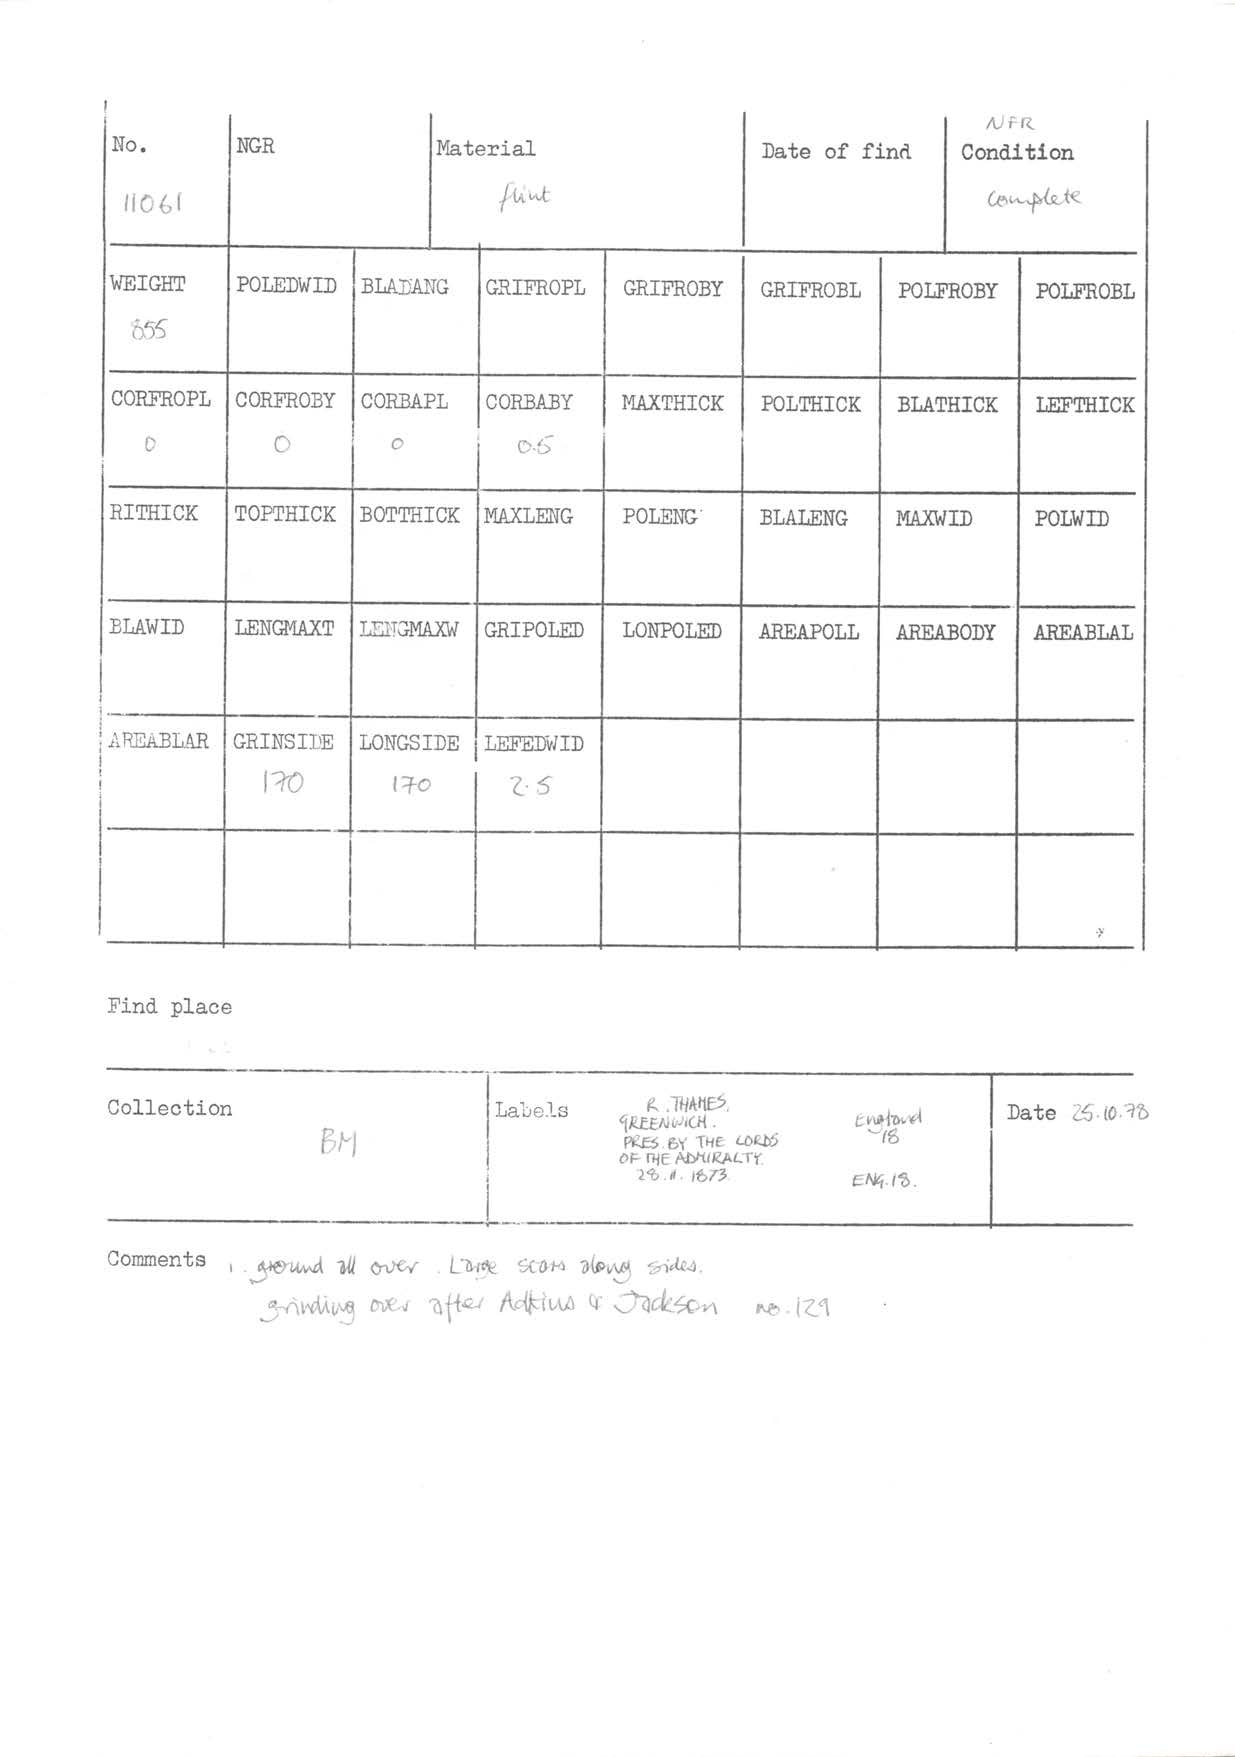 NFR
No. NGR Material Date of find Condition
11061 flint complete
WEIGHT POLEDWID BLADANG GRIFROPL GRIFROBY GRIFROBL POLFROBY POLFROBL
855
CORFROPL CORFROBY CORBAPL CORBABY MAXTHICK POLTHICK BLATHICK LEFTHICK
0 0 0 0.5
RITHICK TOPTHICK BOTTHICK MAXLENG POLENG BLALENG MAXWID POLWID
BLAWID LENGMAXT LENGMAXW GRIPOLED LONPOLED AREAPOLL AREABODY AREABLAL
AREABLAR GRINSIDE LONGSIDE LEFEDWID
170 170 2.5
Find place
Collection
BM
Labels
R. THAMES,
GREENWICH.
PRES. BY THE LORDS
OF THE ADMIRALTY.
28.11.1873.
England
18
ENG.18.
Date 25.10.78
Comments 1. ground all over. Large scars along sides.
grinding over after Adkins & Jackson no. 129